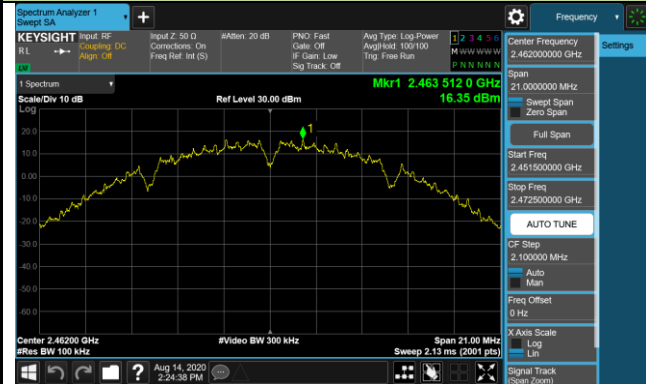 Spectrum Analyzer 1
Swept SA
Frequency
KEYSIGHT
RL
Input: RF
Coupling: DC
Align: Off
Input Z: 50 Ω
Corrections: On
Freq Ref: Int (S)
#Atten: 20 dB
PNO: Fast
Gate: Off
IF Gain: Low
Sig Track: Off
Avg Type: Log-Power
Avg|Hold: 100/100
Trig: Free Run
1 2 3 4 5 6
M W W W W W
P N N N N N
1 Spectrum
Mkr1 2.463 512 0 GHz
Scale/Div 10 dB
Ref Level 30.00 dBm
16.35 dBm
Log
1
20.0
10.0
0.00
-10.0
-20.0
-30.0
-40.0
-50.0
-60.0
Center 2.46200 GHz
#Video BW 300 kHz
Span 21.00 MHz
#Res BW 100 kHz
Sweep 2.13 ms (2001 pts)
Aug 14, 2020
2:24:38 PM
Center Frequency
2.462000000 GHz
Settings
Span
21.0000000 MHz
Swept Span
Zero Span
Full Span
Start Freq
2.451500000 GHz
Stop Freq
2.472500000 GHz
AUTO TUNE
CF Step
2.100000 MHz
Auto
Man
Freq Offset
0 Hz
X Axis Scale
Log
Lin
Signal Track
(Span Zoom)